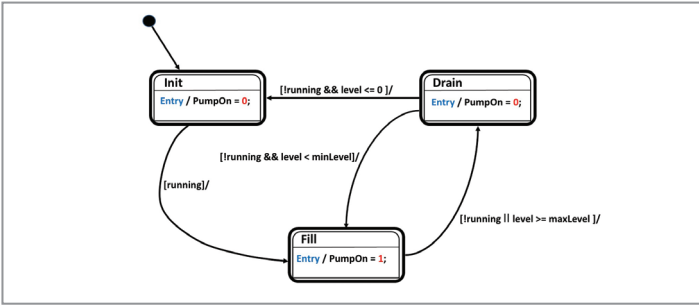 Init
Entry / PumpOn = 0;
[!running && level <= 0 ]/
Drain
Entry / PumpOn = 0;
[!running && level < minLevel]/
[running]/
[!running || level >= maxLevel ]/
Fill
Entry / PumpOn = 1;